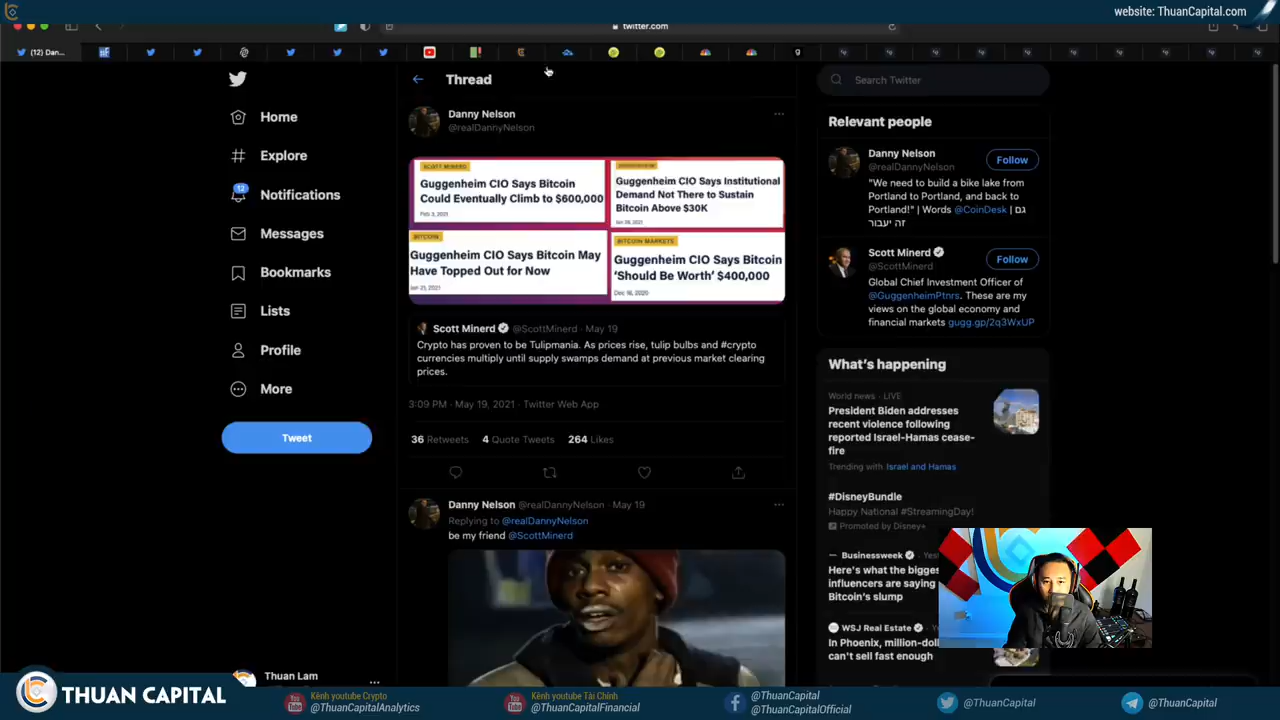 website: ThuanCapital.com
twitter.com
(12) Dan...
Home
Explore
12
Notifications
Messages
Bookmarks
Lists
Profile
More
Tweet
Thuan Lam
Thread
Danny Nelson
@realDannyNelson
SCOTT MINERD
Guggenheim CIO Says Bitcoin
Could Eventually Climb to $600,000
Feb 3, 2021
Guggenheim CIO Says Institutional
Demand Not There to Sustain
Bitcoin Above $30K
BITCOIN
Guggenheim CIO Says Bitcoin May
Have Topped Out for Now
Jan 21, 2021
BITCOIN MARKETS
Guggenheim CIO Says Bitcoin
'Should Be Worth' $400,000
Dec 16, 2020
Scott Minerd @ScottMinerd · May 19
Crypto has proven to be Tulipmania. As prices rise, tulip bulbs and #crypto
currencies multiply until supply swamps demand at previous market clearing
prices.
3:09 PM · May 19, 2021 · Twitter Web App
36 Retweets 4 Quote Tweets 264 Likes
Danny Nelson @realDannyNelson · May 19
Replying to @realDannyNelson
be my friend @ScottMinerd
Search Twitter
Relevant people
Danny Nelson
@realDannyNelson
Follow
"We need to build a bike lake from
Portland to Portland, and back to
Portland!" | Words @CoinDesk | גם
זה יעבור
Scott Minerd
@ScottMinerd
Follow
Global Chief Investment Officer of
@GuggenheimPtnrs. These are my
views on the global economy and
financial markets gugg.gp/2q3WxUP
What's happening
World news · LIVE
President Biden addresses
recent violence following
reported Israel-Hamas cease-
fire
Trending with Israel and Hamas
#DisneyBundle
Happy National #StreamingDay!
Promoted by Disney+
Businessweek
Here's what the bigges
influencers are saying
Bitcoin's slump
WSJ Real Estate
In Phoenix, million-doll
can't sell fast enough
THUAN CAPITAL
Kênh youtube Crypto
@ThuanCapitalAnalytics
Kênh youtube Tài Chính
@ThuanCapitalFinancial
@ThuanCapital
@ThuanCapitalOfficial
@ThuanCapital
@ThuanCapital